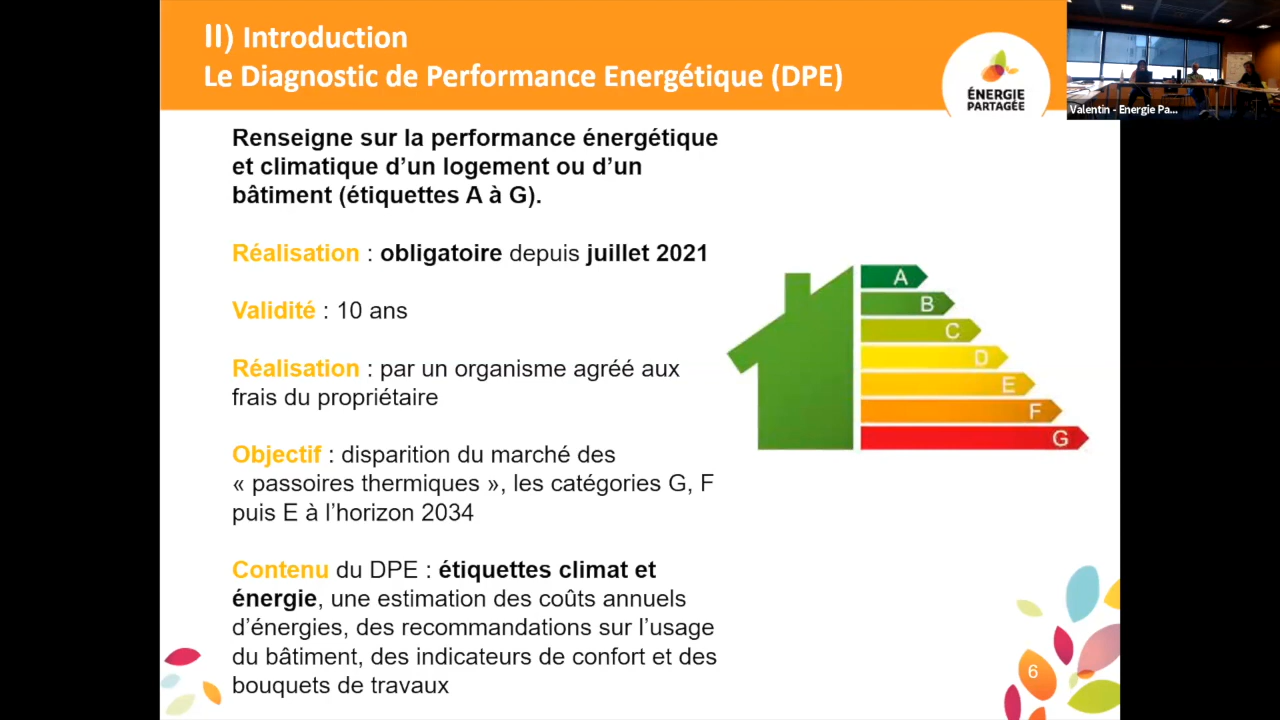 II) Introduction
Le Diagnostic de Performance Energétique (DPE)
ÉNERGIE
PARTAGÉE
Valentin - Energie Pa...
Renseigne sur la performance énergétique
et climatique d’un logement ou d’un
bâtiment (étiquettes A à G).
Réalisation : obligatoire depuis juillet 2021
Validité : 10 ans
Réalisation : par un organisme agréé aux
frais du propriétaire
Objectif : disparition du marché des
« passoires thermiques », les catégories G, F
puis E à l’horizon 2034
Contenu du DPE : étiquettes climat et
énergie, une estimation des coûts annuels
d’énergies, des recommandations sur l’usage
du bâtiment, des indicateurs de confort et des
bouquets de travaux
A
B
C
D
E
F
G
6